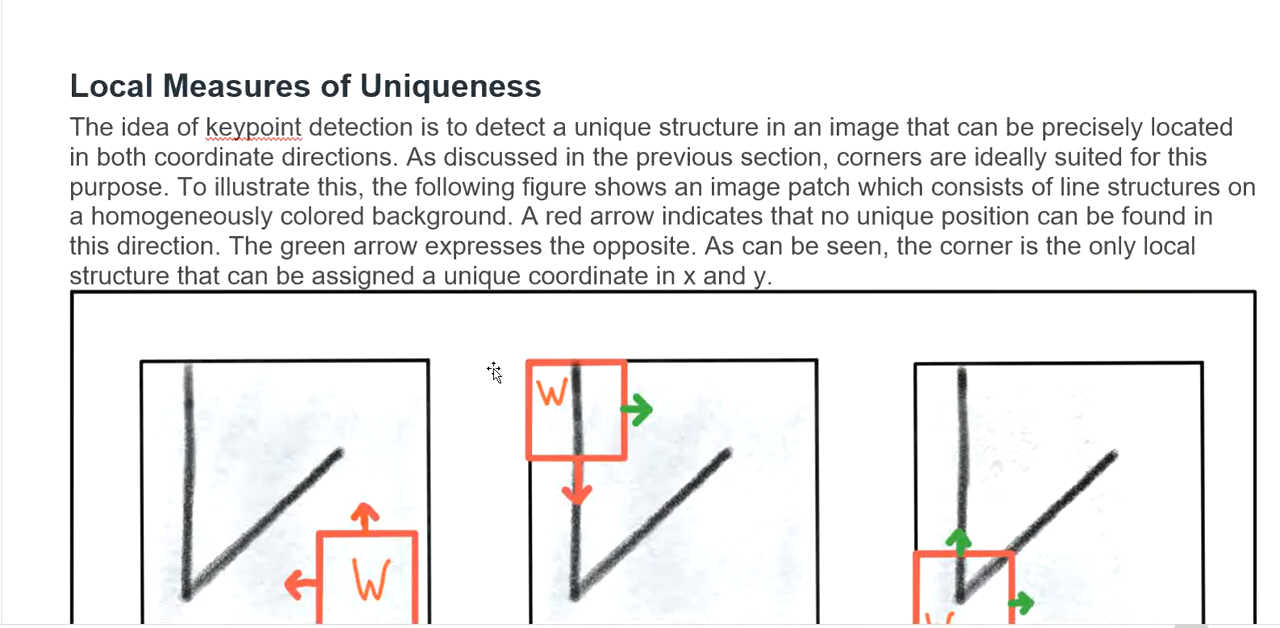 Local Measures of Uniqueness
The idea of keypoint detection is to detect a unique structure in an image that can be precisely located
in both coordinate directions. As discussed in the previous section, corners are ideally suited for this
purpose. To illustrate this, the following figure shows an image patch which consists of line structures on
a homogeneously colored background. A red arrow indicates that no unique position can be found in
this direction. The green arrow expresses the opposite. As can be seen, the corner is the only local
structure that can be assigned a unique coordinate in x and y.
W
W
W